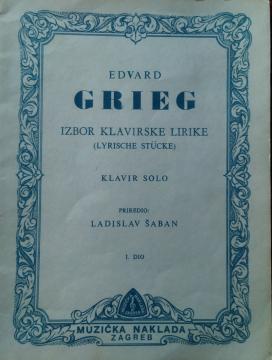 EDVARD
GRIEG
IZBOR KLAVIRSKE LIRIKE
(LYRISCHE STÜCKE)
KLAVIR SOLO
PRIREDIO:
LADISLAV ŠABAN
I. DIO
MUZIČKA NAKLADA
ZAGREB